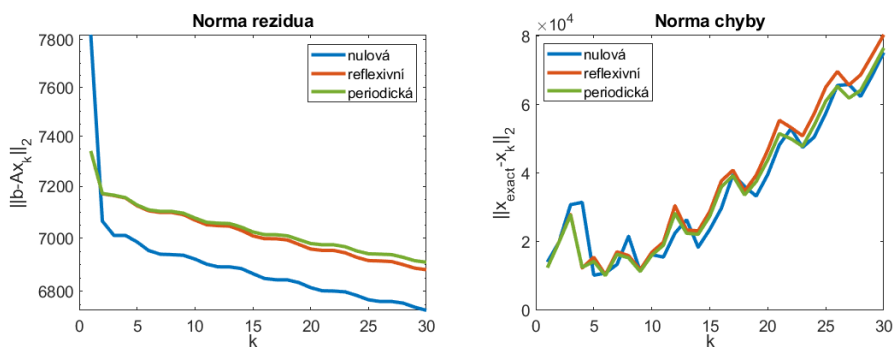 Norma rezidua
7800
7600
7400
7200
7000
6800
||b-Ax_k||_2
0 5 10 15 20 25 30
k
nulová
reflexivní
periodická
Norma chyby
×10^4
8
6
4
2
0
||x_exact-x_k||_2
0 5 10 15 20 25 30
k
nulová
reflexivní
periodická